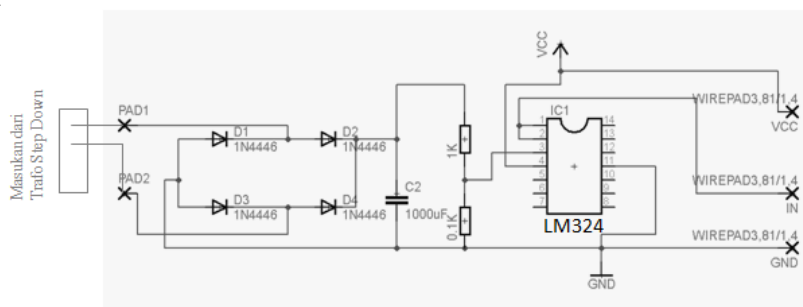 Masukan dari
Trafo Step Down
PAD1
PAD2
D1
1N4446
D2
1N4446
D3
1N4446
D4
1N4446
C2
1000uF
1K
0.1K
VCC
IC1
1
2
3
4
5
6
7
14
13
12
11
10
9
8
LM324
GND
WIREPAD3,81/1,4
VCC
WIREPAD3,81/1,4
IN
WIREPAD3,81/1,4
GND